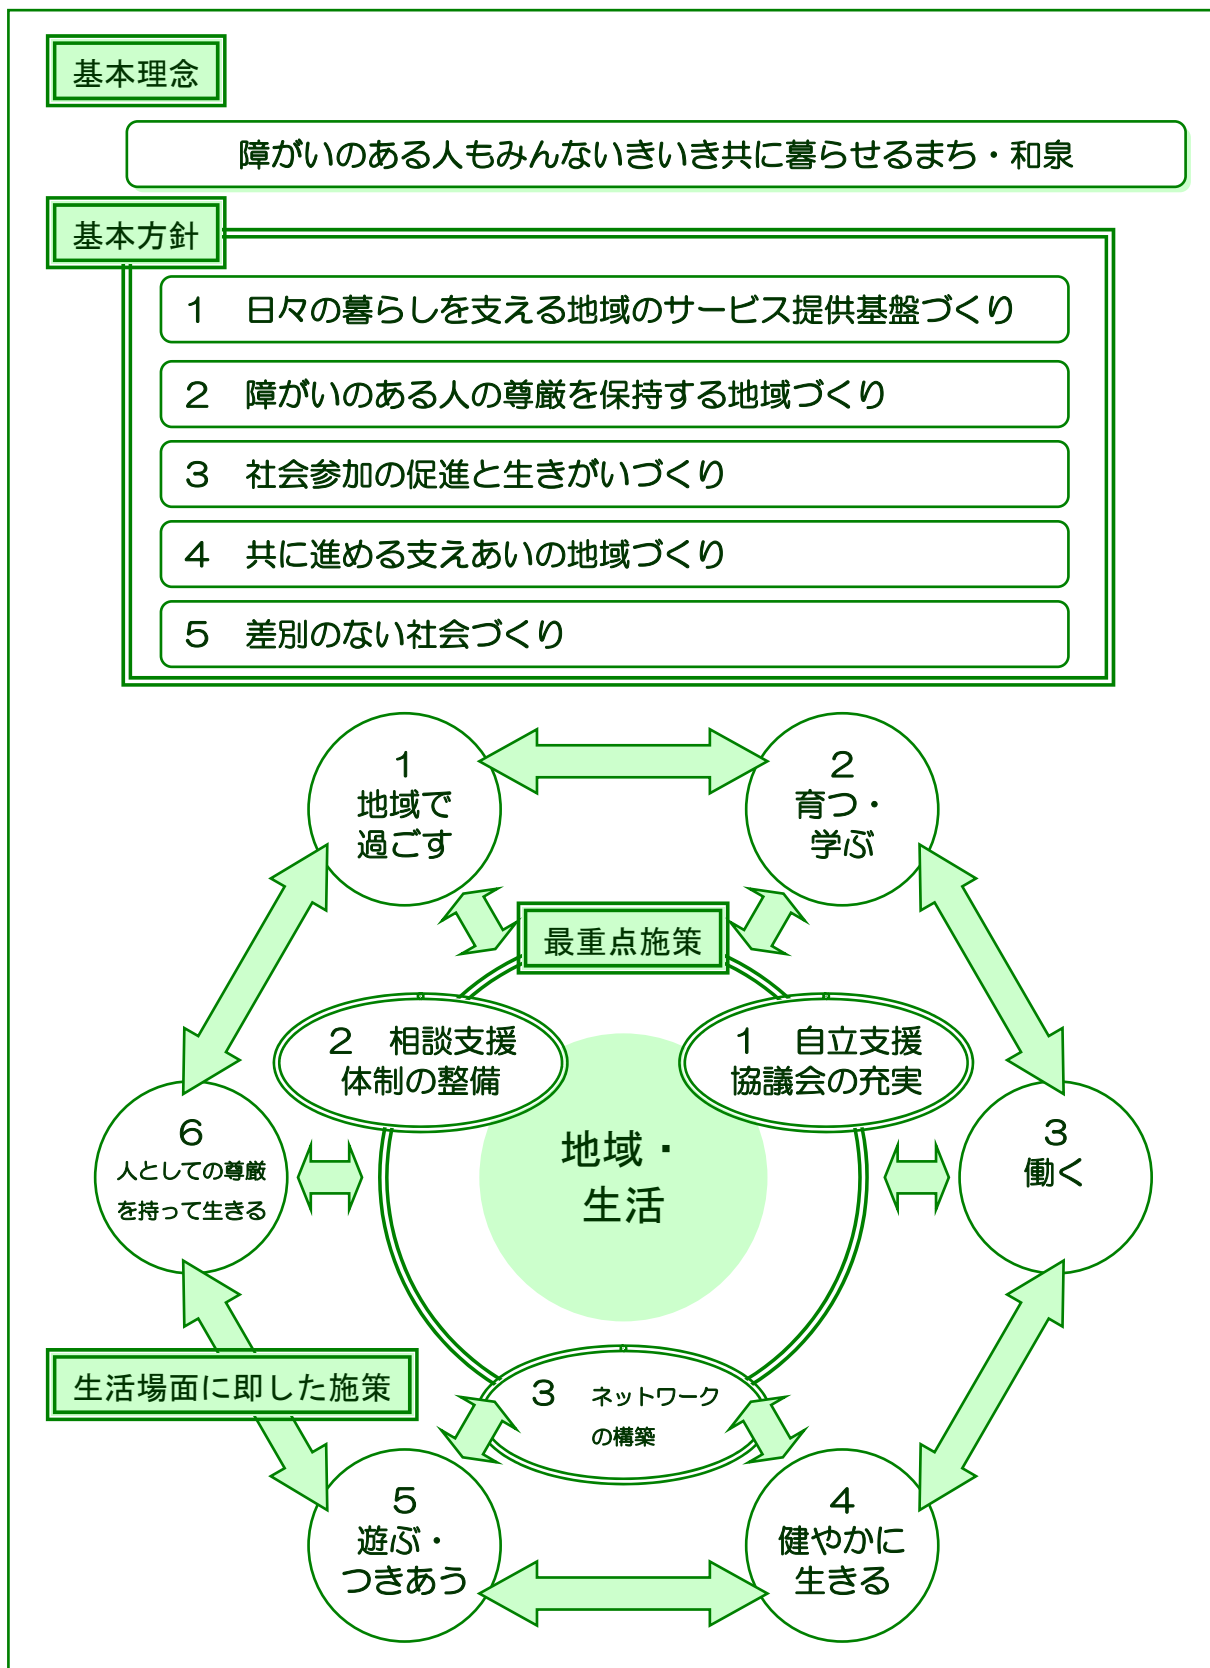 基本理念
障がいのある人もみんないきいき共に暮らせるまち・和泉
基本方針
１　日々の暮らしを支える地域のサービス提供基盤づくり
２　障がいのある人の尊厳を保持する地域づくり
３　社会参加の促進と生きがいづくり
４　共に進める支えあいの地域づくり
５　差別のない社会づくり
１
地域で
過ごす
２
育つ・
学ぶ
最重点施策
２　相談支援
体制の整備
１　自立支援
協議会の充実
地域・
生活
６
人としての尊厳
を持って生きる
３
働く
生活場面に即した施策
３　ネットワーク
の構築
５
遊ぶ・
つきあう
４
健やかに
生きる